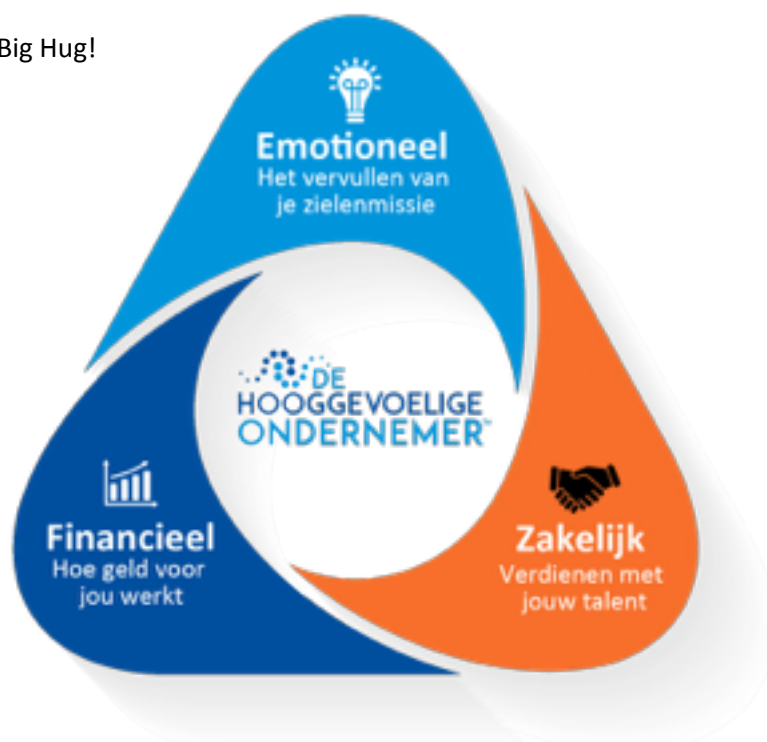 Big Hug!
Emotioneel
Het vervullen van
je zielenmissie
DE
HOOGGEVOELIGE
ONDERNEMER™
Financieel
Hoe geld voor
jou werkt
Zakelijk
Verdienen met
jouw talent